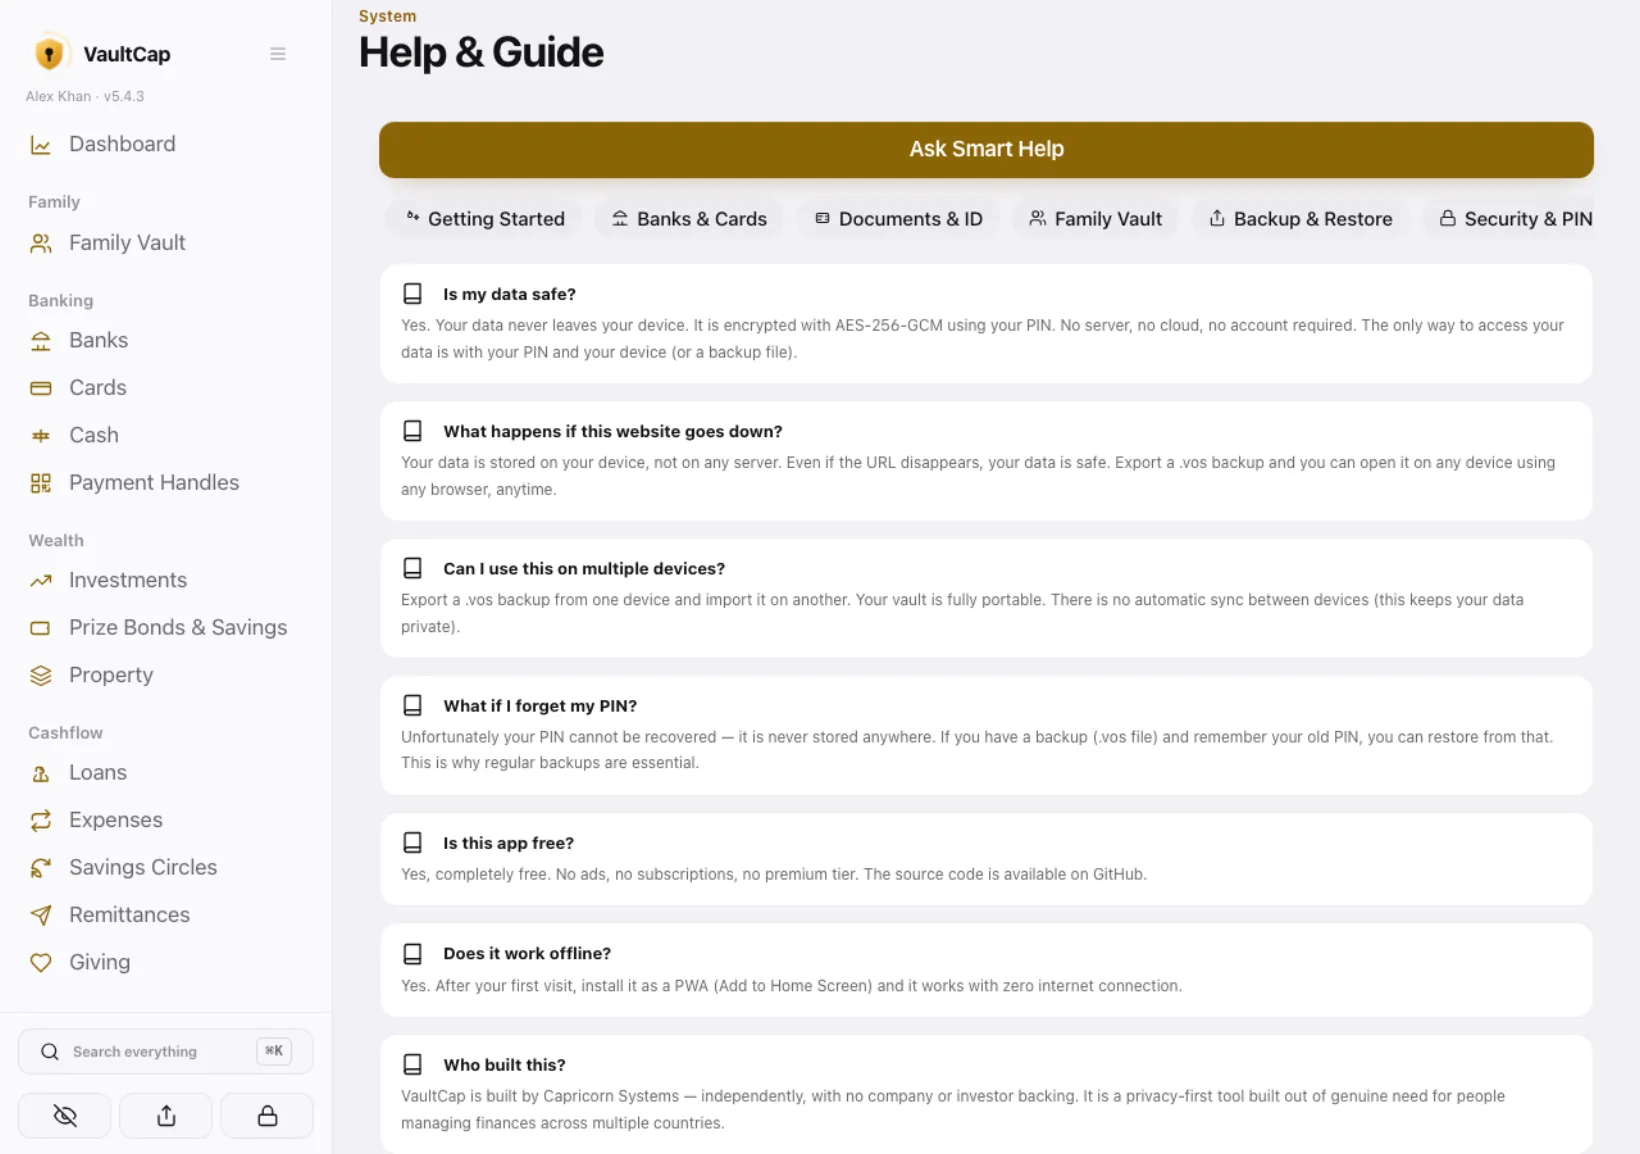 VaultCap
Alex Khan · v5.4.3
Dashboard
Family
Family Vault
Banking
Banks
Cards
Cash
Payment Handles
Wealth
Investments
Prize Bonds & Savings
Property
Cashflow
Loans
Expenses
Savings Circles
Remittances
Giving
Search everything
⌘K
System
Help & Guide
Ask Smart Help
Getting Started
Banks & Cards
Documents & ID
Family Vault
Backup & Restore
Security & PIN
Is my data safe?
Yes. Your data never leaves your device. It is encrypted with AES-256-GCM using your PIN. No server, no cloud, no account required. The only way to access your
data is with your PIN and your device (or a backup file).
What happens if this website goes down?
Your data is stored on your device, not on any server. Even if the URL disappears, your data is safe. Export a .vos backup and you can open it on any device using
any browser, anytime.
Can I use this on multiple devices?
Export a .vos backup from one device and import it on another. Your vault is fully portable. There is no automatic sync between devices (this keeps your data
private).
What if I forget my PIN?
Unfortunately your PIN cannot be recovered — it is never stored anywhere. If you have a backup (.vos file) and remember your old PIN, you can restore from that.
This is why regular backups are essential.
Is this app free?
Yes, completely free. No ads, no subscriptions, no premium tier. The source code is available on GitHub.
Does it work offline?
Yes. After your first visit, install it as a PWA (Add to Home Screen) and it works with zero internet connection.
Who built this?
VaultCap is built by Capricorn Systems — independently, with no company or investor backing. It is a privacy-first tool built out of genuine need for people
managing finances across multiple countries.